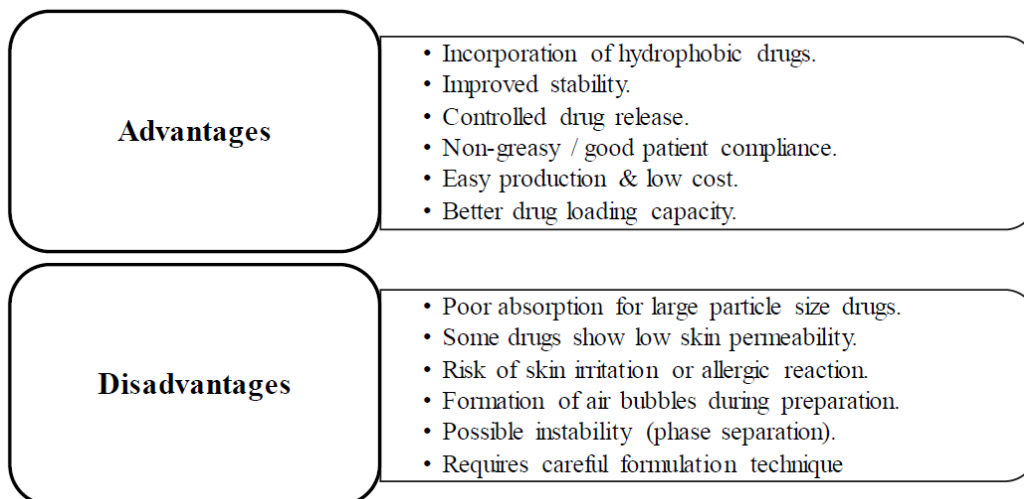 Advantages
• Incorporation of hydrophobic drugs.
• Improved stability.
• Controlled drug release.
• Non-greasy / good patient compliance.
• Easy production & low cost.
• Better drug loading capacity.
Disadvantages
• Poor absorption for large particle size drugs.
• Some drugs show low skin permeability.
• Risk of skin irritation or allergic reaction.
• Formation of air bubbles during preparation.
• Possible instability (phase separation).
• Requires careful formulation technique